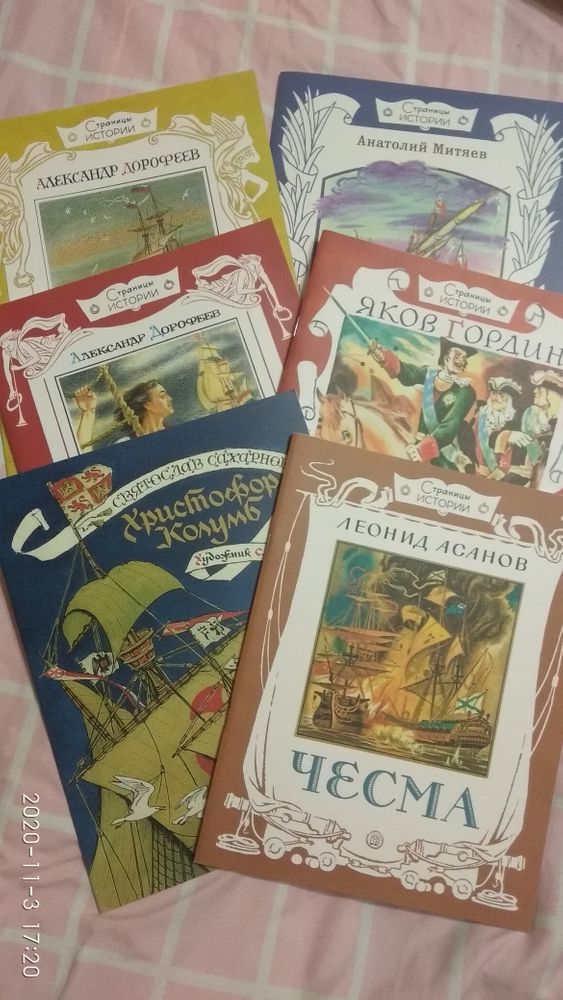 Страницы
ИСТОРИИ
АЛЕКСАНДР ДОРОФЕЕВ
Страницы
ИСТОРИИ
Анатолий Митяев
Страницы
ИСТОРИИ
АЛЕКСАНДР ДОРОФЕЕВ
Страницы
ИСТОРИИ
ЯКОВ ГОРДИН
СВЯТОСЛАВ САХАРНОВ
Христофор
Колумб
Художник С
Страницы
ИСТОРИИ
ЛЕОНИД АСАНОВ
ЧЕСМА
2020-11-3 17:20